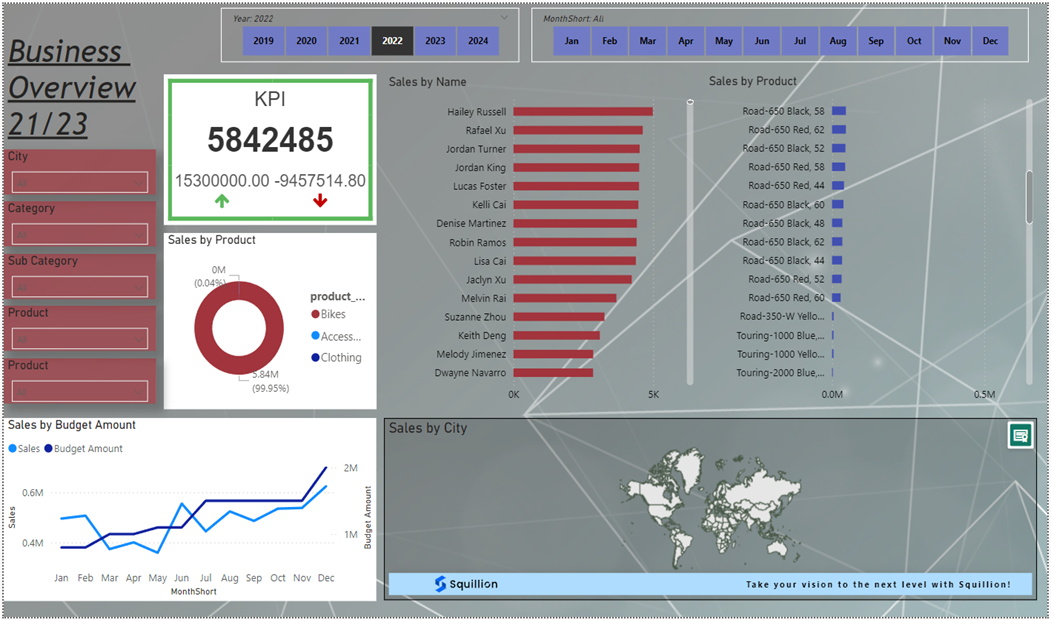 Business
Overview
21/23
Year: 2022
2019 2020 2021 2022 2023 2024
MonthShort: All
Jan Feb Mar Apr May Jun Jul Aug Sep Oct Nov Dec
City
Category
Sub Category
Product
Product
KPI
5842485
15300000.00 -9457514.80
Sales by Product
0M
(0.04%)
5.84M
(99.95%)
product_...
Bikes
Access...
Clothing
Sales by Name
Hailey Russell
Rafael Xu
Jordan Turner
Jordan King
Lucas Foster
Kelli Cai
Denise Martinez
Robin Ramos
Lisa Cai
Jaclyn Xu
Melvin Rai
Suzanne Zhou
Keith Deng
Melody Jimenez
Dwayne Navarro
0K 5K
Sales by Product
Road-650 Black, 58
Road-650 Red, 62
Road-650 Black, 52
Road-650 Red, 58
Road-650 Red, 44
Road-650 Black, 60
Road-650 Black, 48
Road-650 Black, 62
Road-650 Black, 44
Road-650 Red, 52
Road-650 Red, 60
Road-350-W Yello...
Touring-1000 Blue,...
Touring-1000 Yello...
Touring-2000 Blue,...
0.0M 0.5M
Sales by Budget Amount
Sales Budget Amount
Sales
0.6M
0.4M
2M
1M
Budget Amount
Jan Feb Mar Apr May Jun Jul Aug Sep Oct Nov Dec
MonthShort
Sales by City
Squillion
Take your vision to the next level with Squillion!